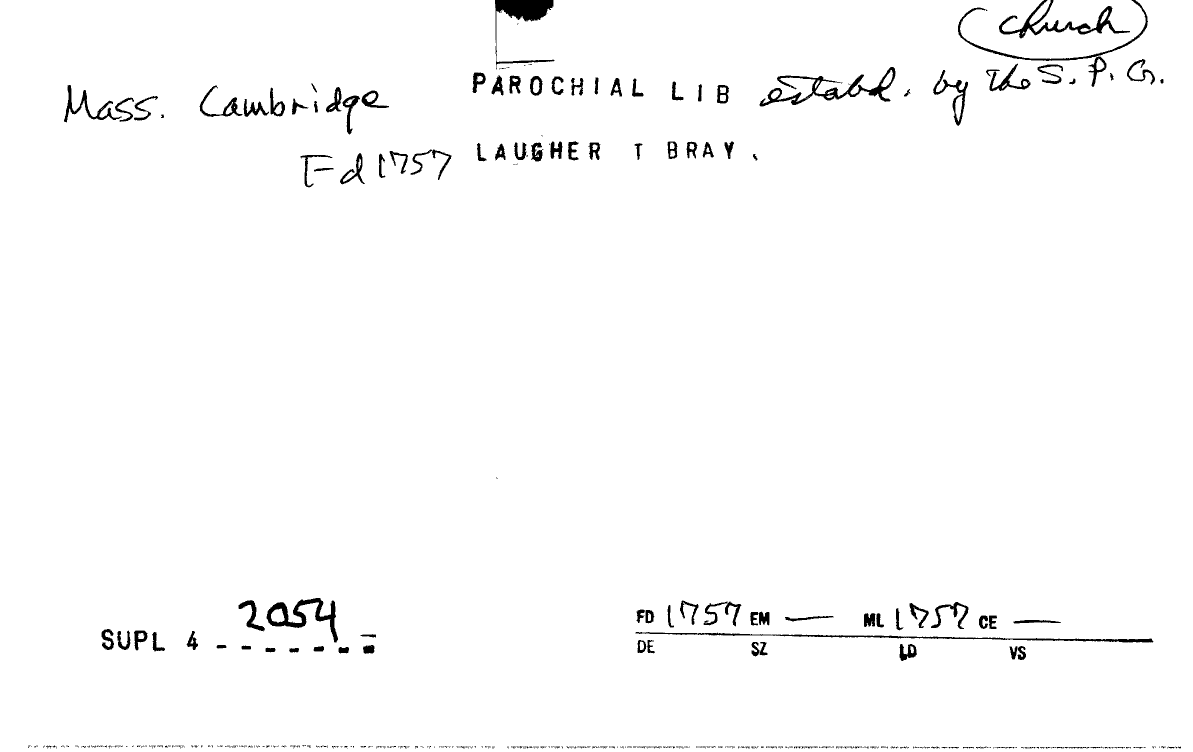 Church
Mass. Cambridge PAROCHIAL LIB estabd. by the S. P. G.
Fd 1757 LAUGHER T BRAY.
SUPL 4 2054
FD 1757 EM — ML 1757 CE —
DE SZ LD VS